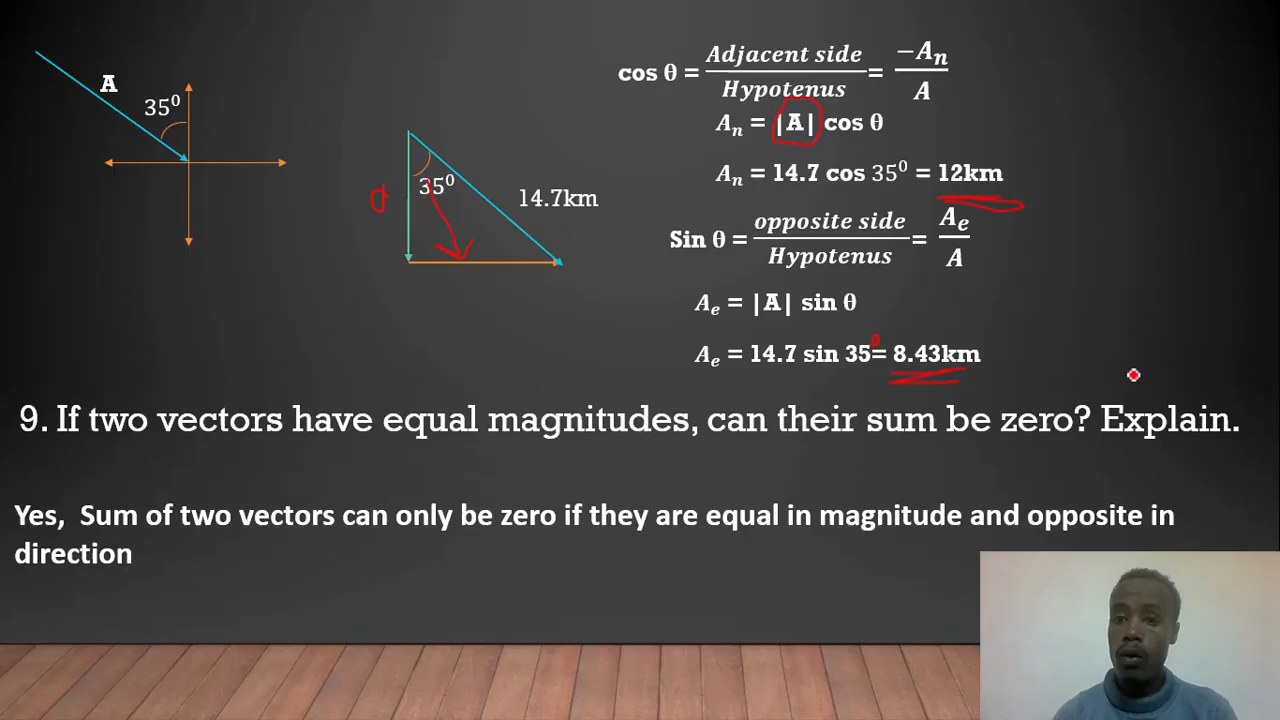 A
35⁰
35⁰
14.7km
cos θ = Adjacent side / Hypotenus = −Aₙ / A
Aₙ = |A| cos θ
Aₙ = 14.7 cos 35⁰ = 12km
Sin θ = opposite side / Hypotenus = Aₑ / A
Aₑ = |A| sin θ
Aₑ = 14.7 sin 35⁰= 8.43km
9. If two vectors have equal magnitudes, can their sum be zero? Explain.
Yes, Sum of two vectors can only be zero if they are equal in magnitude and opposite in
direction